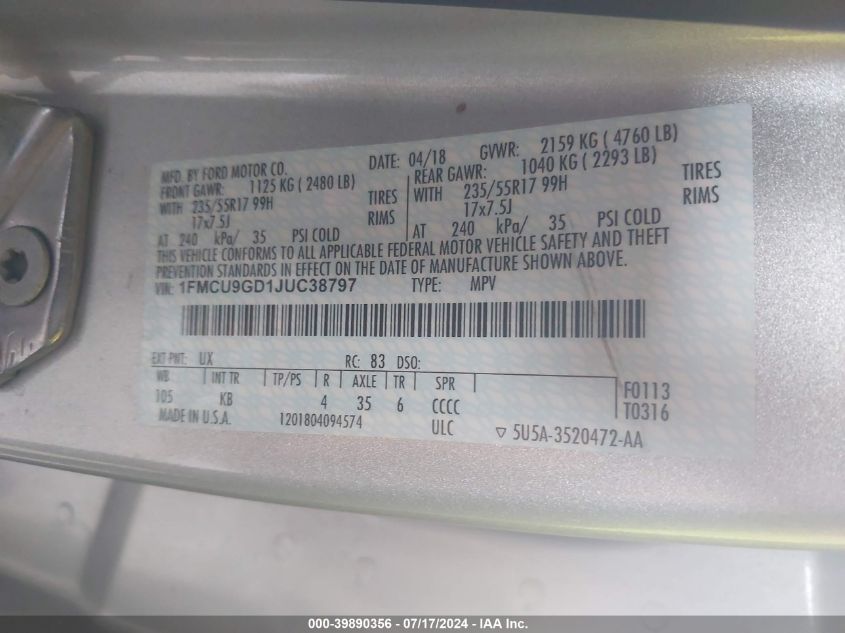 MFD. BY FORD MOTOR CO. DATE: 04/18 GVWR: 2159 KG ( 4760 LB)
FRONT GAWR: 1125 KG ( 2480 LB) REAR GAWR: 1040 KG ( 2293 LB)
WITH 235/55R17 99H TIRES WITH 235/55R17 99H TIRES
17x7.5J RIMS 17x7.5J RIMS
AT 240 kPa/ 35 PSI COLD AT 240 kPa/ 35 PSI COLD
THIS VEHICLE CONFORMS TO ALL APPLICABLE FEDERAL MOTOR VEHICLE SAFETY AND THEFT
PREVENTION STANDARDS IN EFFECT ON THE DATE OF MANUFACTURE SHOWN ABOVE.
VIN: 1FMCU9GD1JUC38797 TYPE: MPV
EXT PNT: UX RC: 83 DSO:
WB INT TR TP/PS R AXLE TR SPR F0113
105 KB 4 35 6 CCCC T0316
MADE IN U.S.A. 1201804094574 ULC ▽ 5U5A-3520472-AA
000-39890356 - 07/17/2024 - IAA Inc.